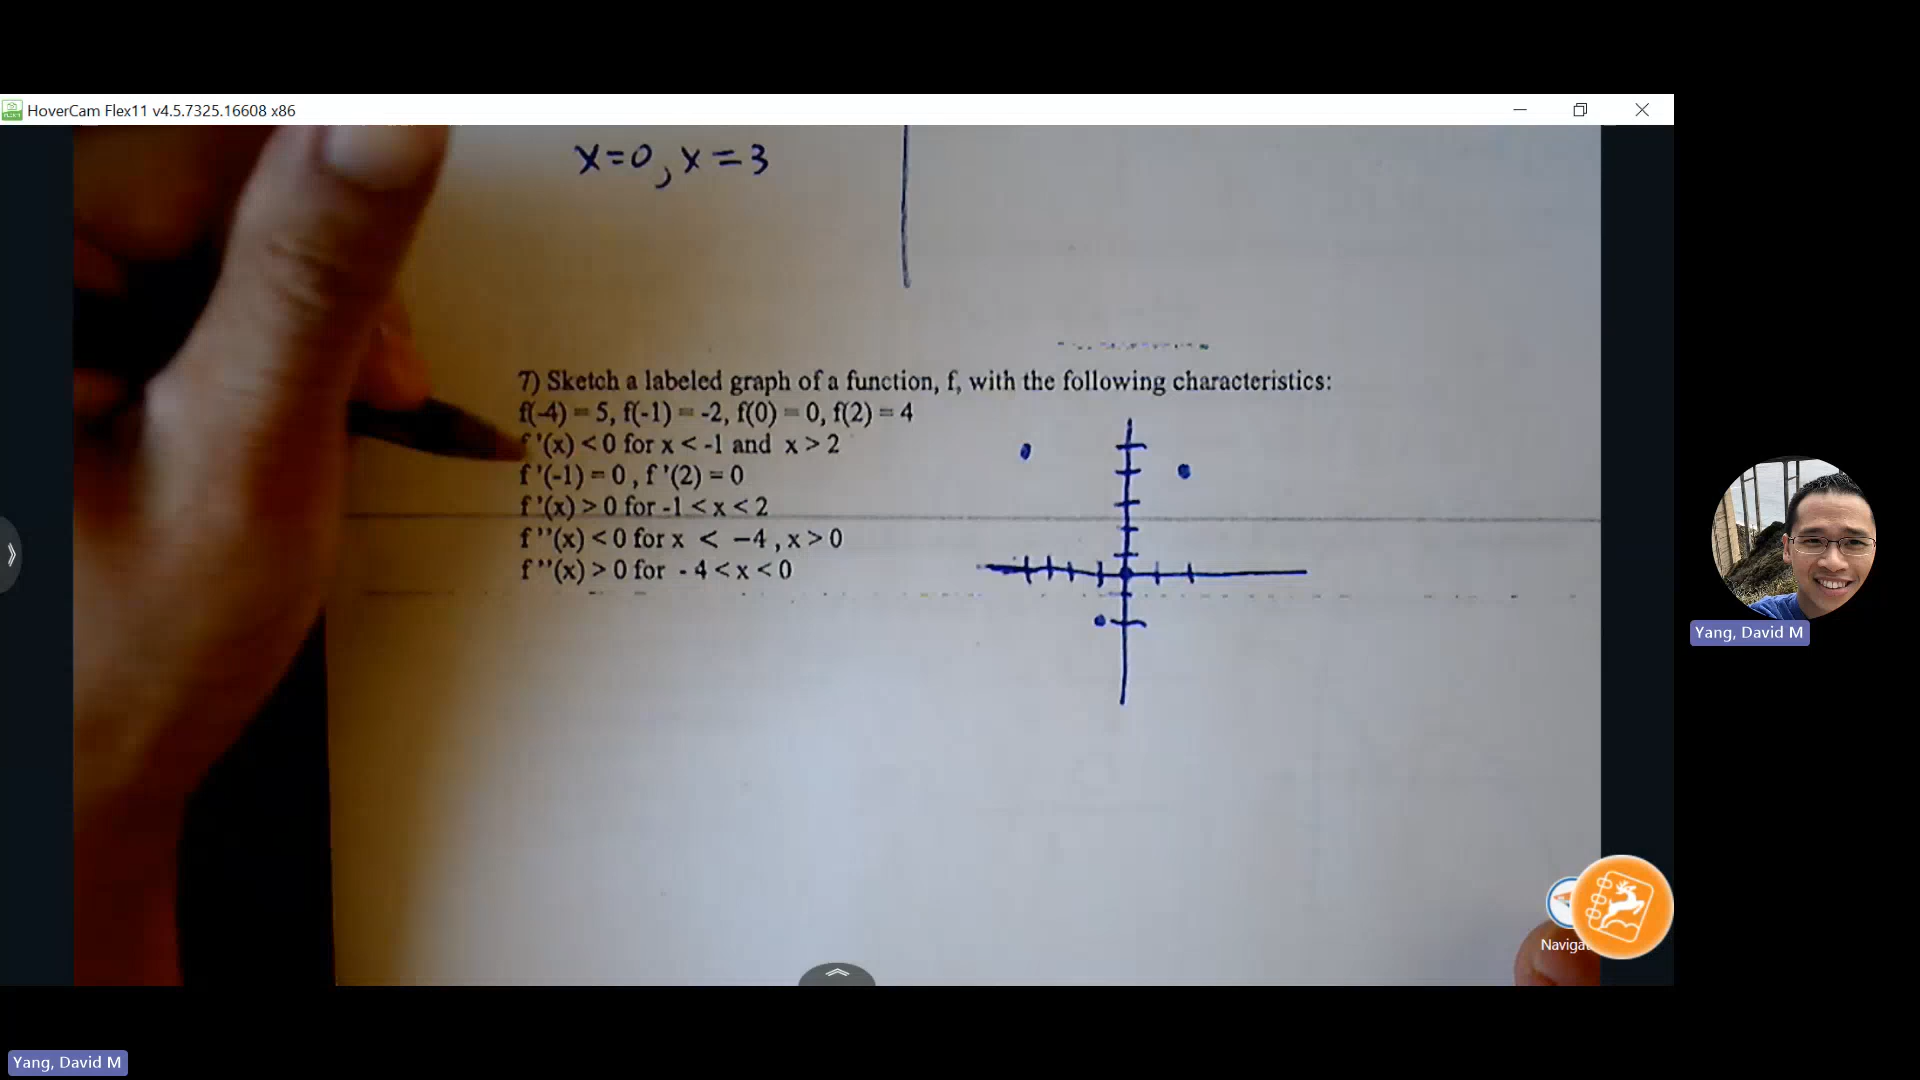 HoverCam Flex11 v4.5.7325.16608 x86
x=0, x=3
7) Sketch a labeled graph of a function, f, with the following characteristics:
f(-4) = 5, f(-1) = -2, f(0) = 0, f(2) = 4
f '(x) < 0 for x < -1 and x > 2
f '(-1) = 0 , f '(2) = 0
f '(x) > 0 for -1 < x < 2
f ''(x) < 0 for x < −4 , x > 0
f ''(x) > 0 for - 4 < x < 0
Yang, David M
Yang, David M